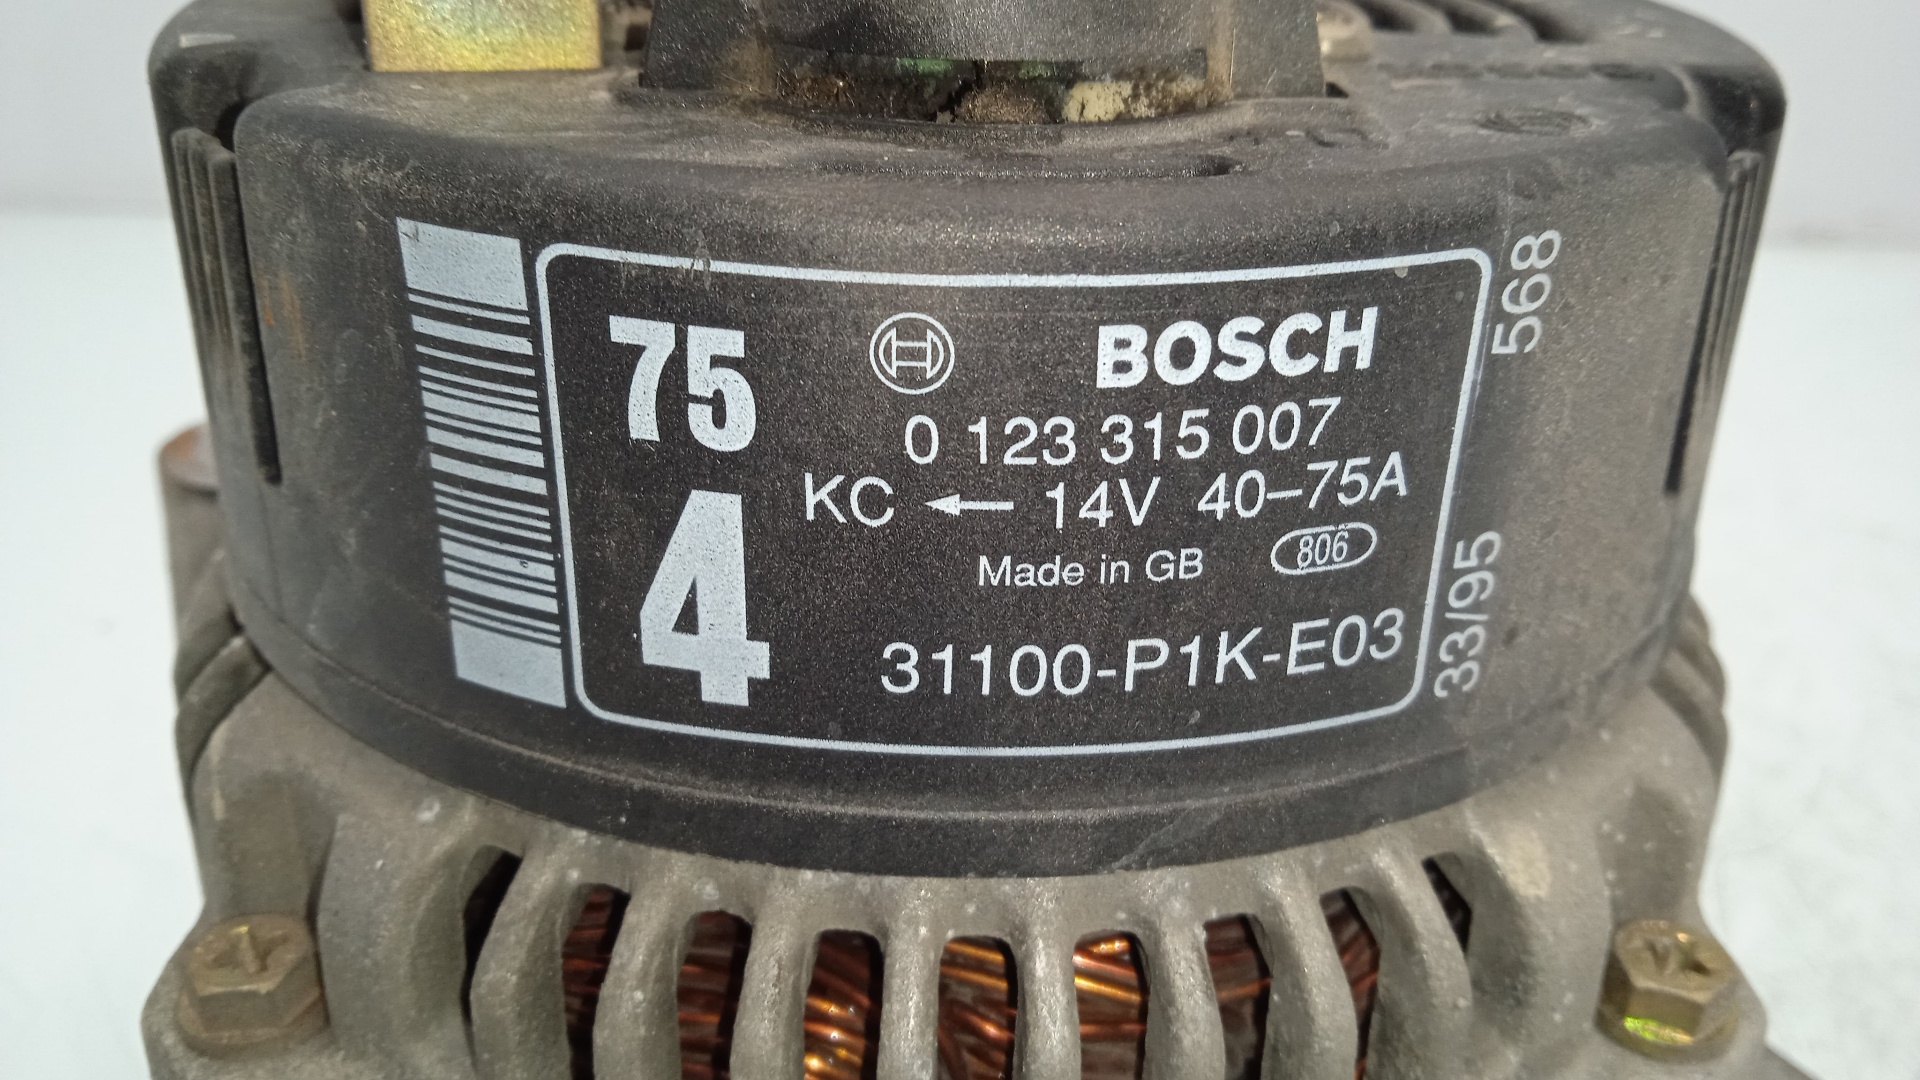 75 BOSCH
0 123 315 007
KC ← 14V 40–75A
4
Made in GB 806
31100-P1K-E03
568
33/95